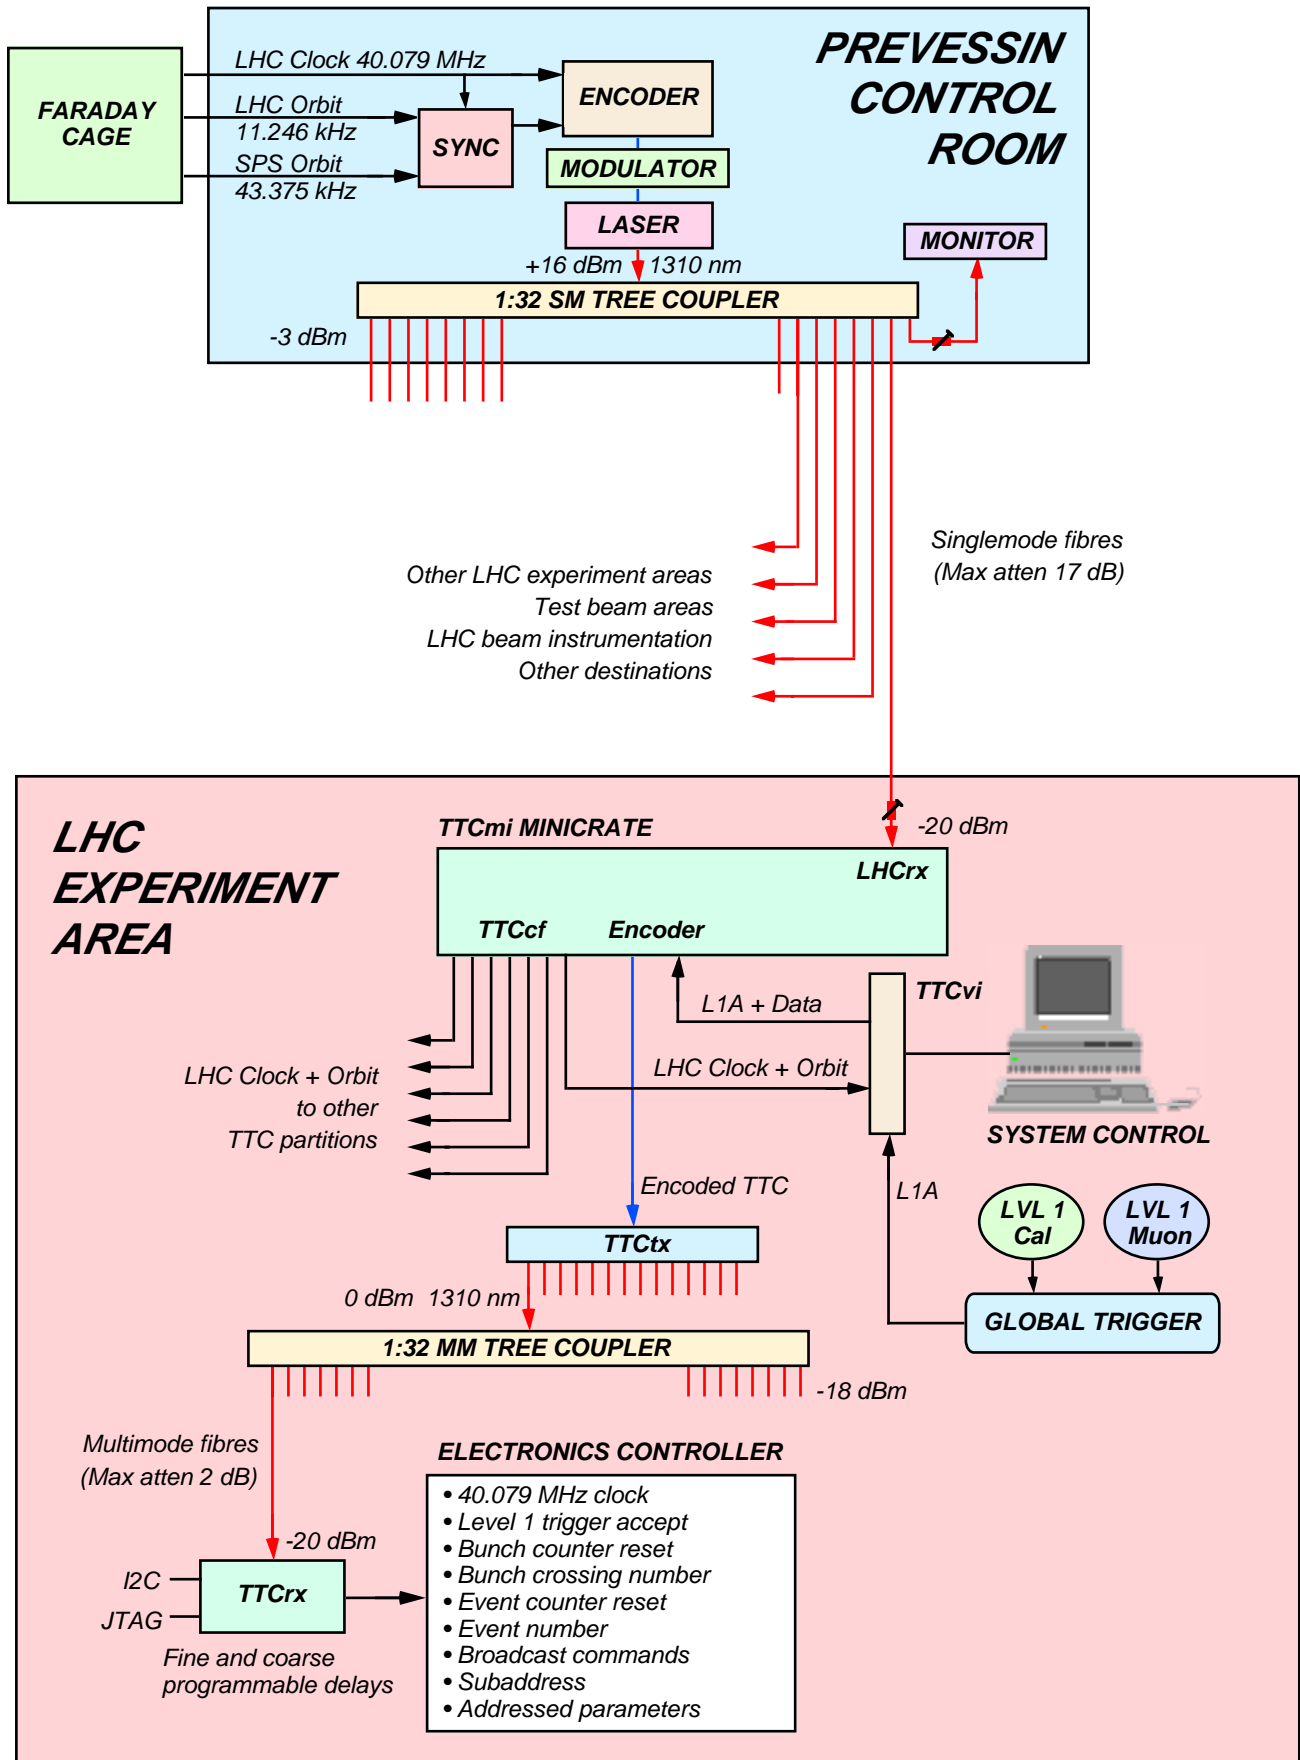 PREVESSIN
CONTROL
ROOM
FARADAY
CAGE
LHC Clock 40.079 MHz
LHC Orbit
11.246 kHz
SPS Orbit
43.375 kHz
SYNC
ENCODER
MODULATOR
LASER
MONITOR
+16 dBm
1310 nm
1:32 SM TREE COUPLER
-3 dBm
Singlemode fibres
(Max atten 17 dB)
Other LHC experiment areas
Test beam areas
LHC beam instrumentation
Other destinations
LHC
EXPERIMENT
AREA
TTCmi MINICRATE
-20 dBm
LHCrx
TTCcf
Encoder
L1A + Data
TTCvi
LHC Clock + Orbit
LHC Clock + Orbit
to other
TTC partitions
SYSTEM CONTROL
Encoded TTC
L1A
LVL 1
Cal
LVL 1
Muon
TTCtx
GLOBAL TRIGGER
0 dBm 1310 nm
1:32 MM TREE COUPLER
-18 dBm
Multimode fibres
(Max atten 2 dB)
-20 dBm
I2C
JTAG
TTCrx
Fine and coarse
programmable delays
ELECTRONICS CONTROLLER
• 40.079 MHz clock
• Level 1 trigger accept
• Bunch counter reset
• Bunch crossing number
• Event counter reset
• Event number
• Broadcast commands
• Subaddress
• Addressed parameters